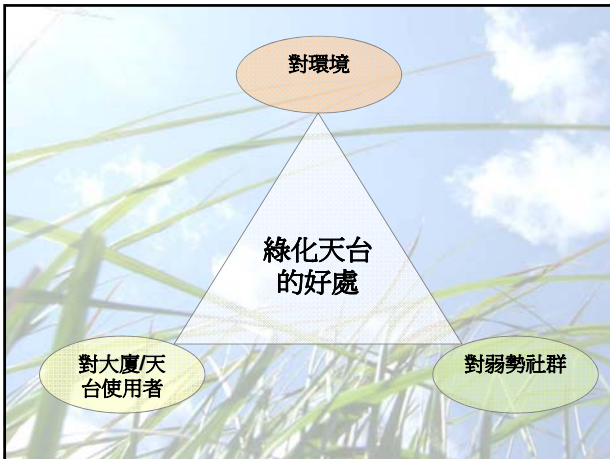 對環境
綠化天台
的好處
對大廈/天
台使用者
對弱勢社群